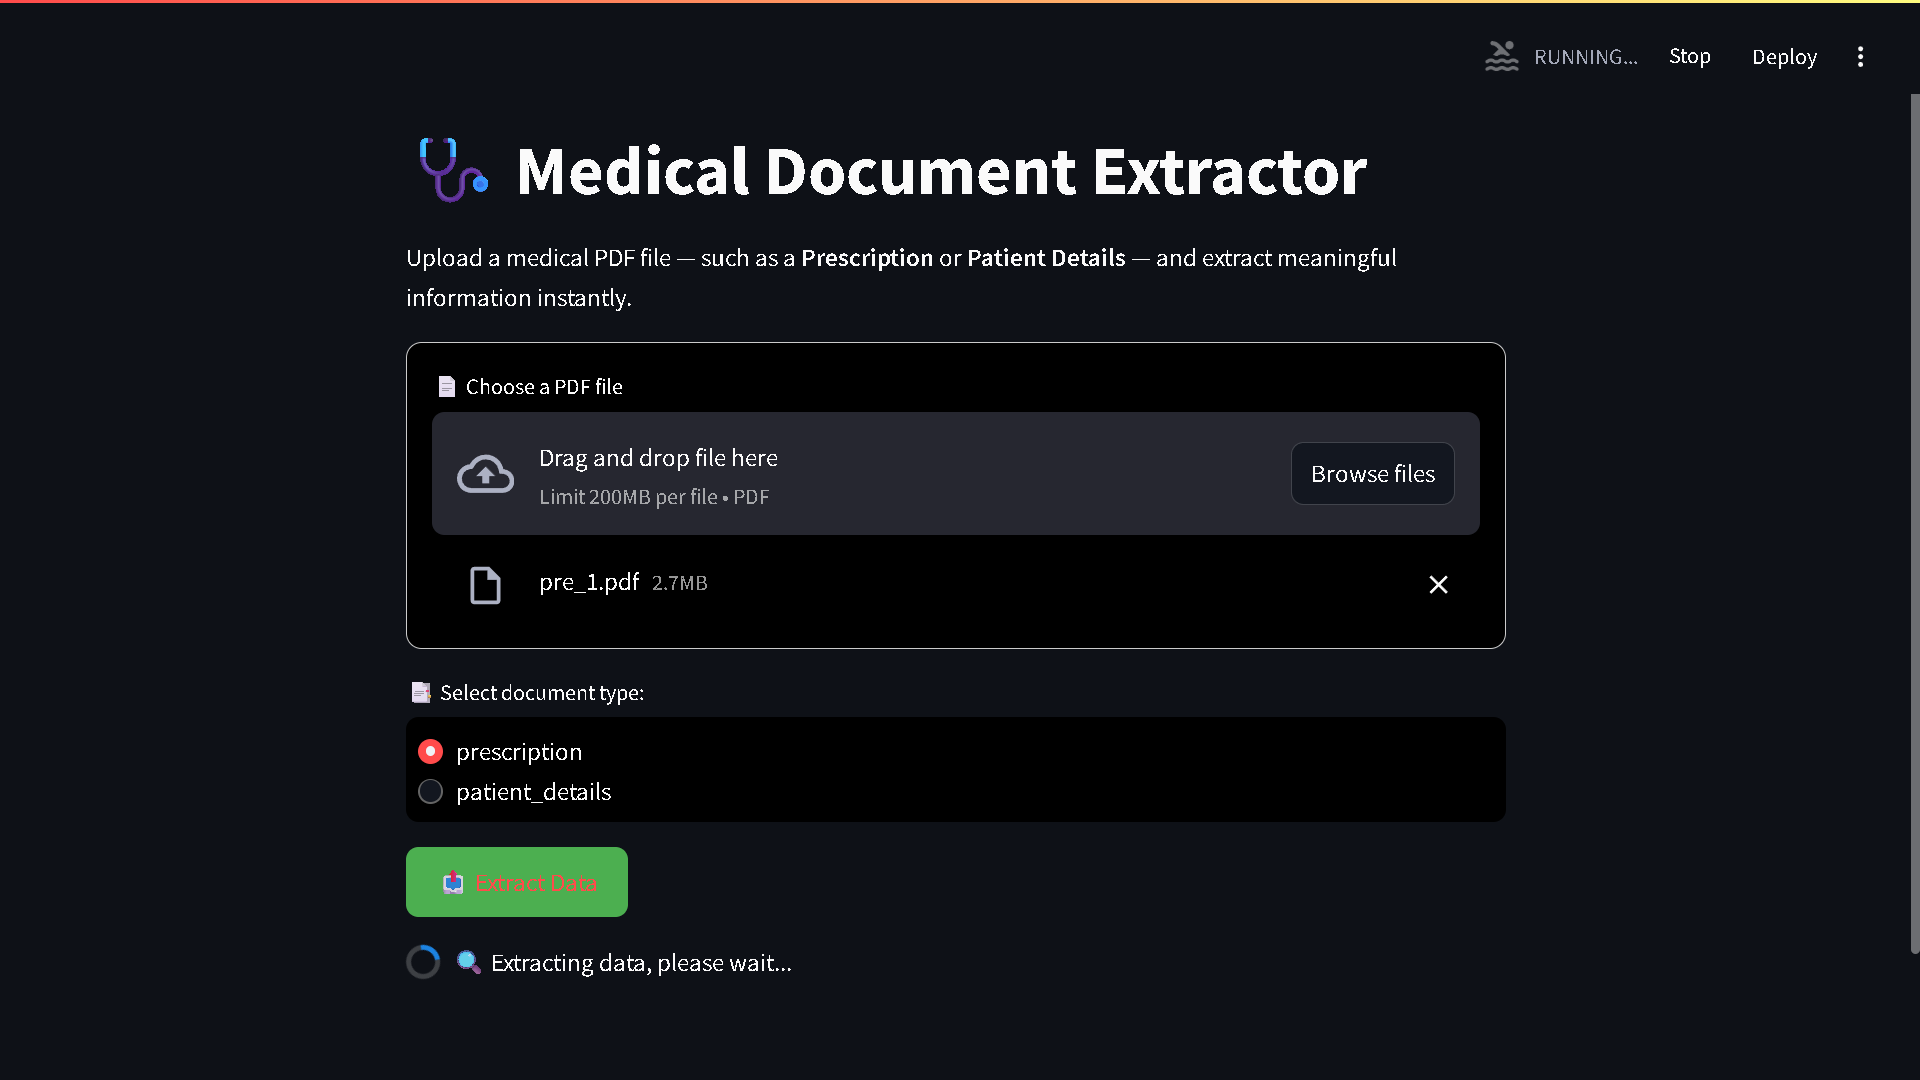 RUNNING...
Stop
Deploy
Medical Document Extractor
Upload a medical PDF file — such as a Prescription or Patient Details — and extract meaningful
information instantly.
Choose a PDF file
Drag and drop file here
Limit 200MB per file • PDF
Browse files
pre_1.pdf 2.7MB
Select document type:
prescription
patient_details
Extract Data
Extracting data, please wait...